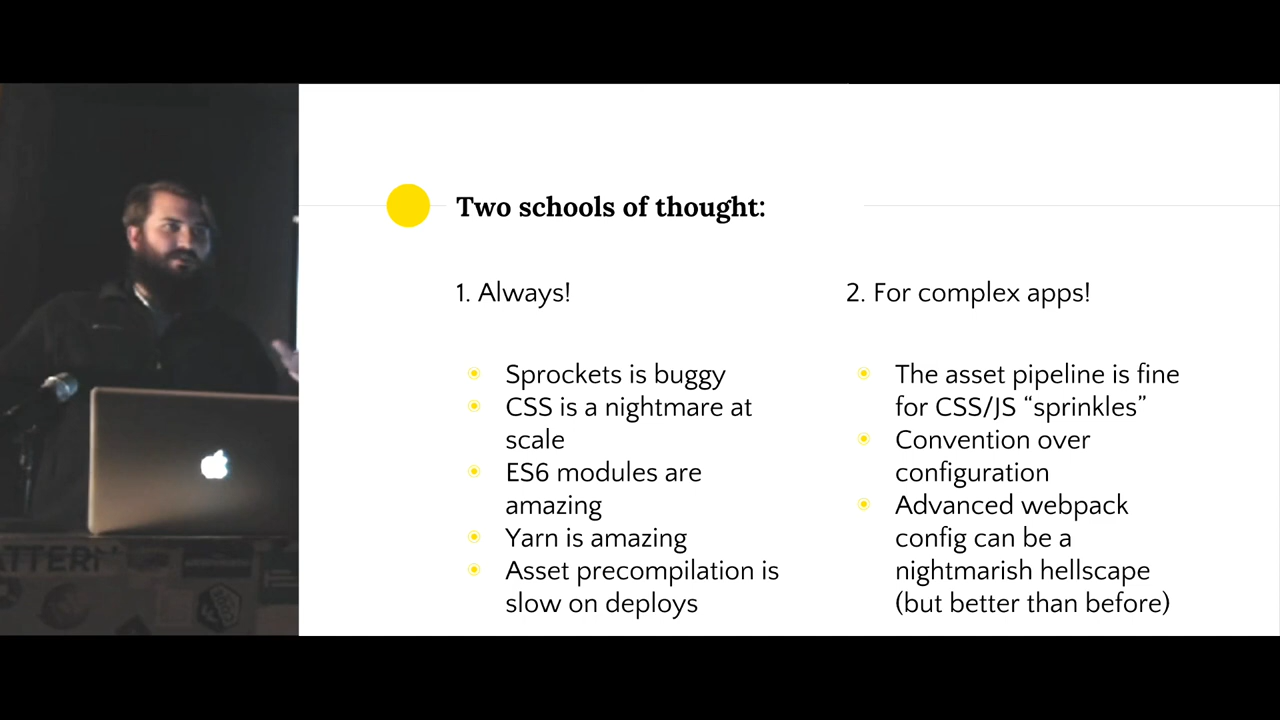 Two schools of thought:
1. Always!
Sprockets is buggy
CSS is a nightmare at
scale
ES6 modules are
amazing
Yarn is amazing
Asset precompilation is
slow on deploys
2. For complex apps!
The asset pipeline is fine
for CSS/JS “sprinkles”
Convention over
configuration
Advanced webpack
config can be a
nightmarish hellscape
(but better than before)